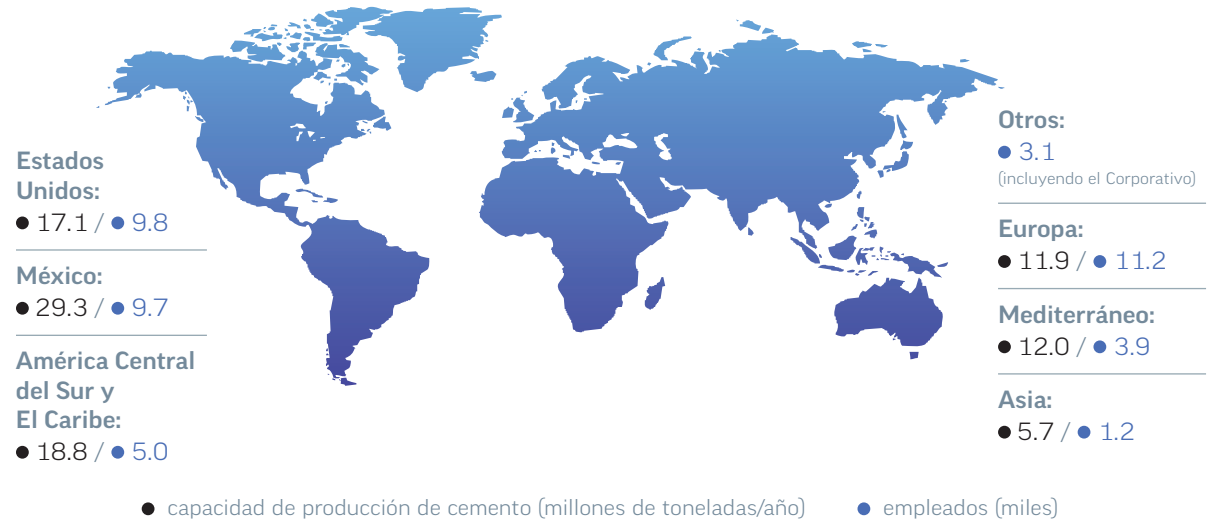 Estados
Unidos:
● 17.1 / ● 9.8
México:
● 29.3 / ● 9.7
América Central
del Sur y
El Caribe:
● 18.8 / ● 5.0
Otros:
● 3.1
(incluyendo el Corporativo)
Europa:
● 11.9 / ● 11.2
Mediterráneo:
● 12.0 / ● 3.9
Asia:
● 5.7 / ● 1.2
● capacidad de producción de cemento (millones de toneladas/año) ● empleados (miles)